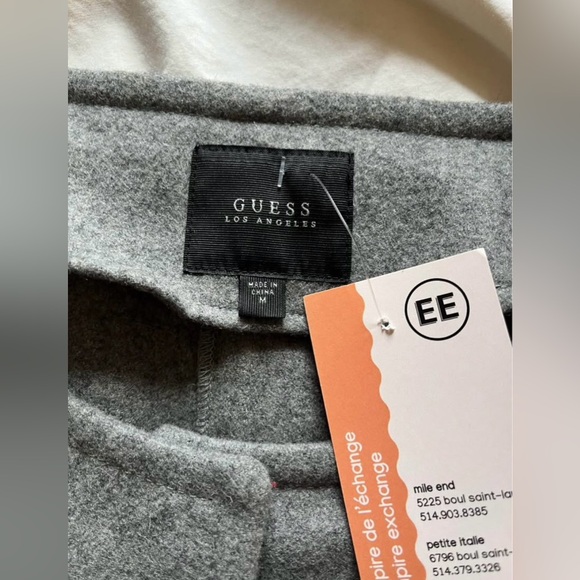 GUESS
LOS ANGELES
MADE IN
CHINA
M
EE
pire de l'échange
pire exchange
mile end
5225 boul saint-la
514.903.8385
petite italie
6796 boul saint-
514.379.3326